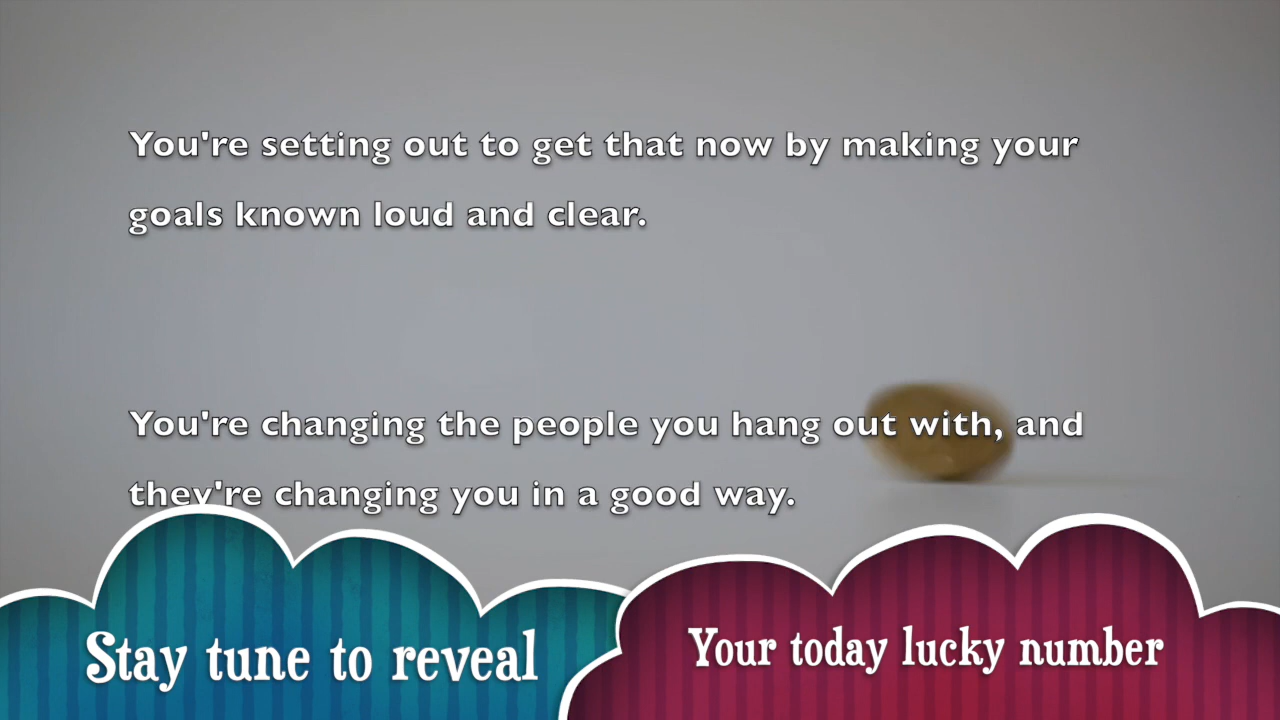 You're setting out to get that now by making your
goals known loud and clear.
You're changing the people you hang out with, and
they're changing you in a good way.
Stay tune to reveal
Your today lucky number